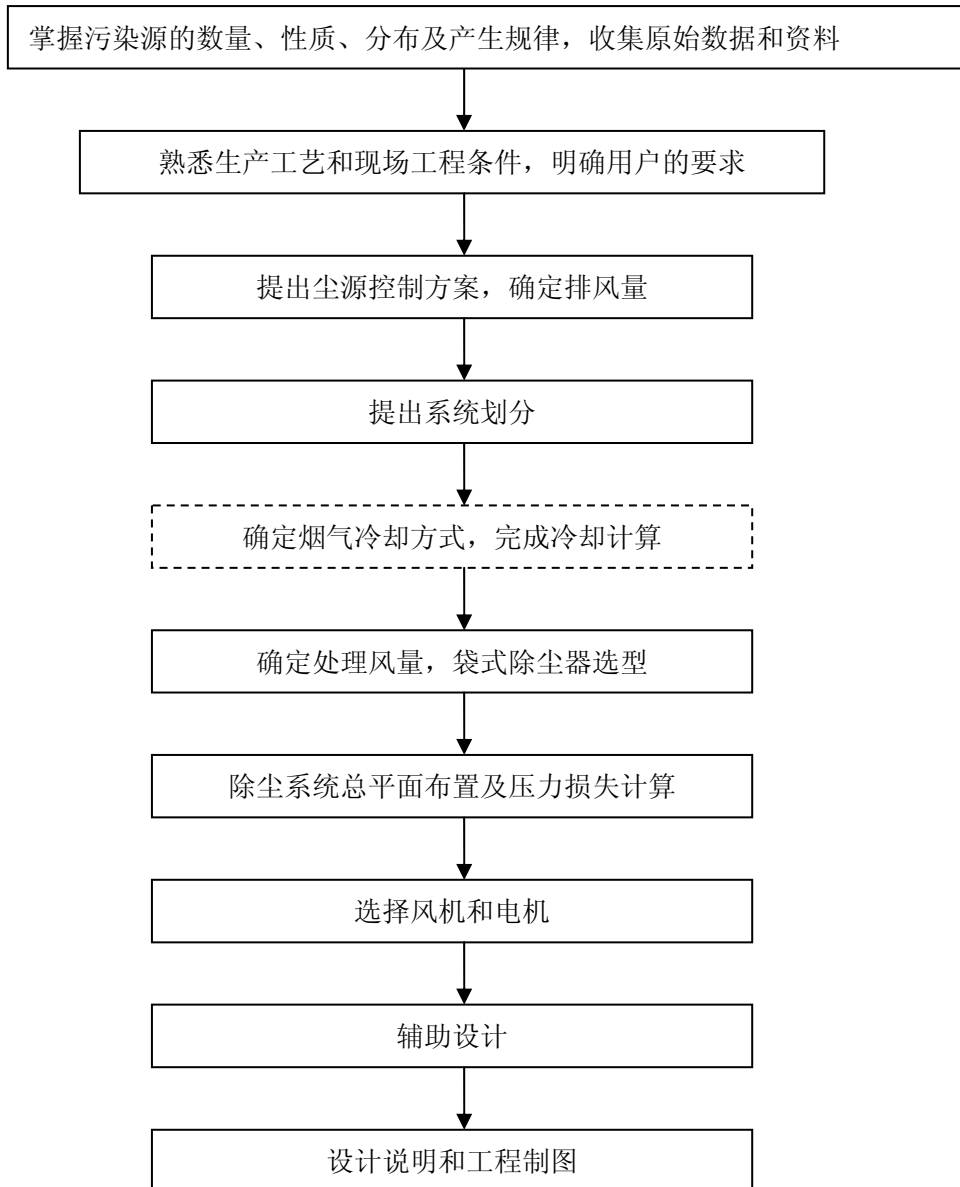 掌握污染源的数量、性质、分布及产生规律，收集原始数据和资料
熟悉生产工艺和现场工程条件，明确用户的要求
提出尘源控制方案，确定排风量
提出系统划分
确定烟气冷却方式，完成冷却计算
确定处理风量，袋式除尘器选型
除尘系统总平面布置及压力损失计算
选择风机和电机
辅助设计
设计说明和工程制图